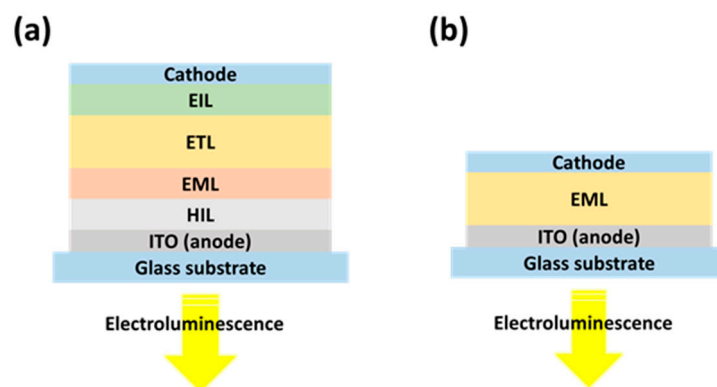 (a)
Cathode
EIL
ETL
EML
HIL
ITO (anode)
Glass substrate
Electroluminescence
(b)
Cathode
EML
ITO (anode)
Glass substrate
Electroluminescence